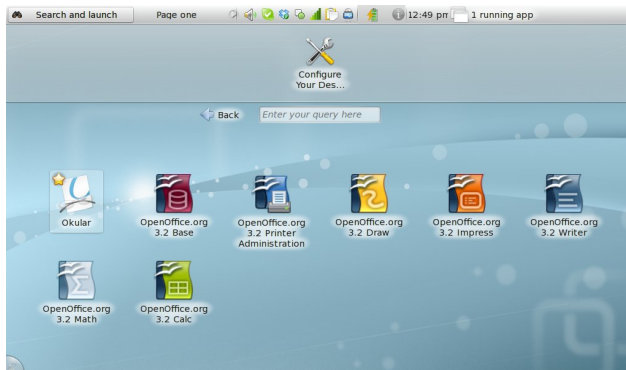 Search and launch Page one 12:49 pm 1 running app
Configure
Your Des...
Back Enter your query here
Okular
OpenOffice.org
3.2 Base
OpenOffice.org
3.2 Printer
Administration
OpenOffice.org
3.2 Draw
OpenOffice.org
3.2 Impress
OpenOffice.org
3.2 Writer
OpenOffice.org
3.2 Math
OpenOffice.org
3.2 Calc